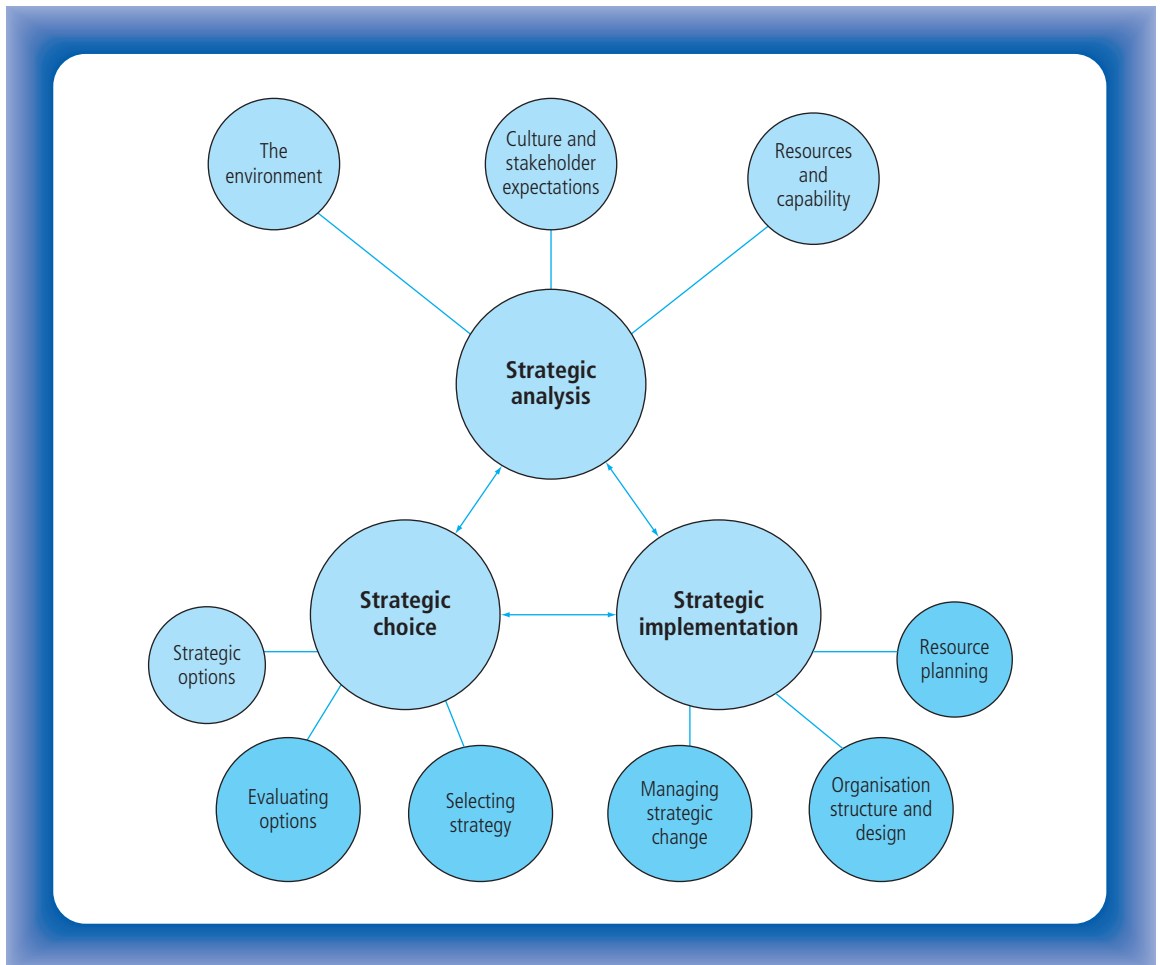 The
environment
Culture and
stakeholder
expectations
Resources
and
capability
Strategic
analysis
Strategic
choice
Strategic
implementation
Strategic
options
Resource
planning
Evaluating
options
Selecting
strategy
Managing
strategic
change
Organisation
structure and
design